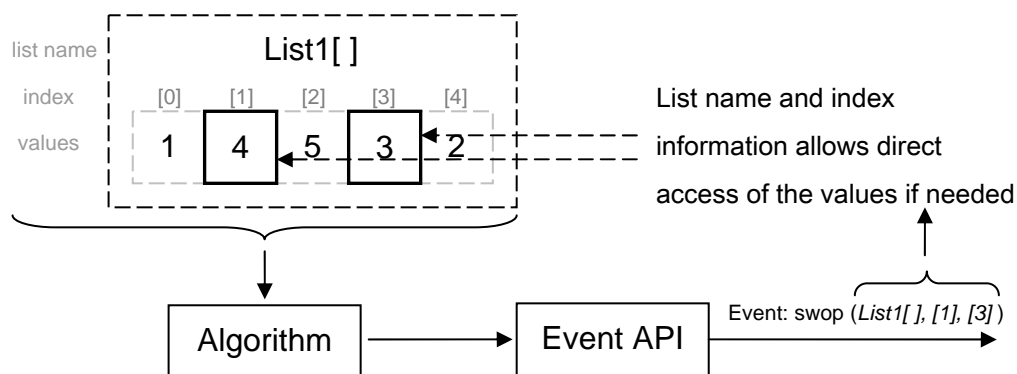 list name
List1[ ]
index
[0] [1] [2] [3] [4]
values
1 4 5 3 2
List name and index
information allows direct
access of the values if needed
Algorithm
Event API
Event: swop (List1[ ], [1], [3] )